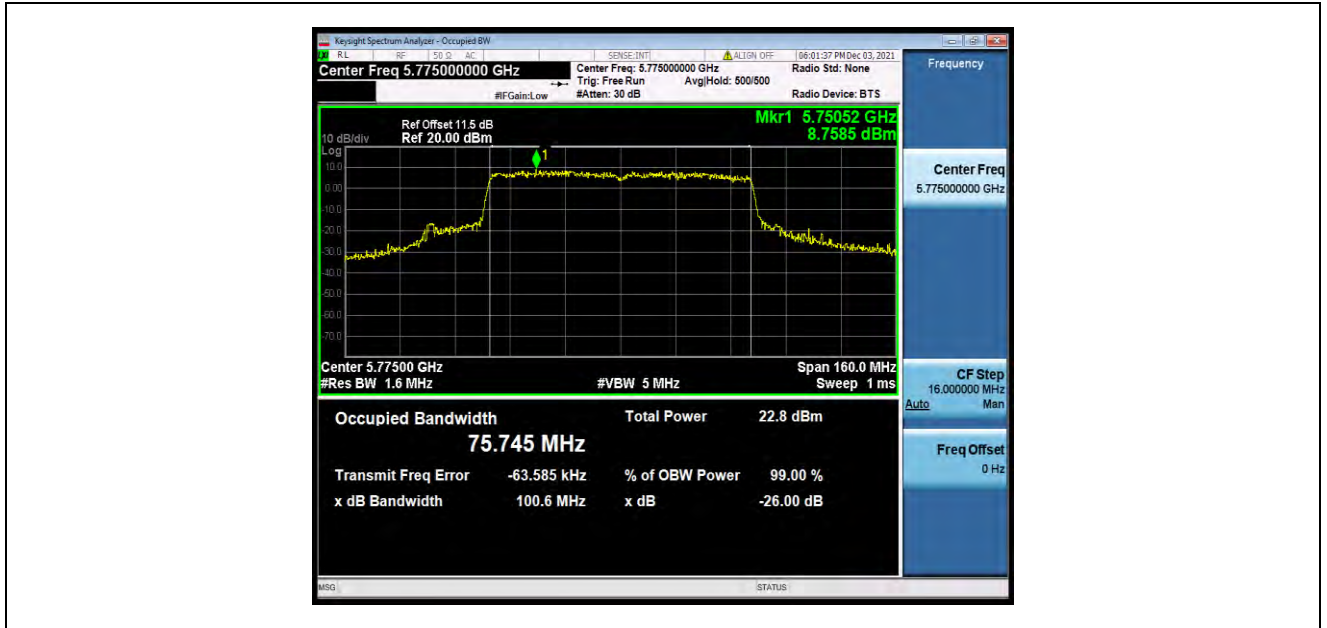 Keysight Spectrum Analyzer - Occupied BW
RL RF 50 Ω AC SENSE:INT ALIGN OFF 06:01:37 PM Dec 03, 2021
Center Freq 5.775000000 GHz
Center Freq: 5.775000000 GHz Radio Std: None
Trig: Free Run Avg|Hold: 500/500
#IFGain:Low #Atten: 30 dB Radio Device: BTS
Frequency
Mkr1 5.75052 GHz
8.7585 dBm
Ref Offset 11.5 dB
10 dB/div Ref 20.00 dBm
Log
10.0
0.00
-10.0
-20.0
-30.0
-40.0
-50.0
-60.0
-70.0
1
Center 5.77500 GHz Span 160.0 MHz
#Res BW 1.6 MHz #VBW 5 MHz Sweep 1 ms
Center Freq
5.775000000 GHz
CF Step
16.000000 MHz
Auto Man
Freq Offset
0 Hz
Occupied Bandwidth Total Power 22.8 dBm
75.745 MHz
Transmit Freq Error -63.585 kHz % of OBW Power 99.00 %
x dB Bandwidth 100.6 MHz x dB -26.00 dB
MSG STATUS